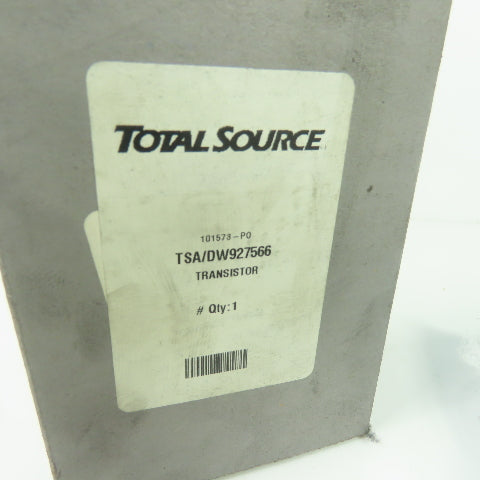 TOTAL SOURCE
101573-PO
TSA/DW927566
TRANSISTOR
# Qty:1